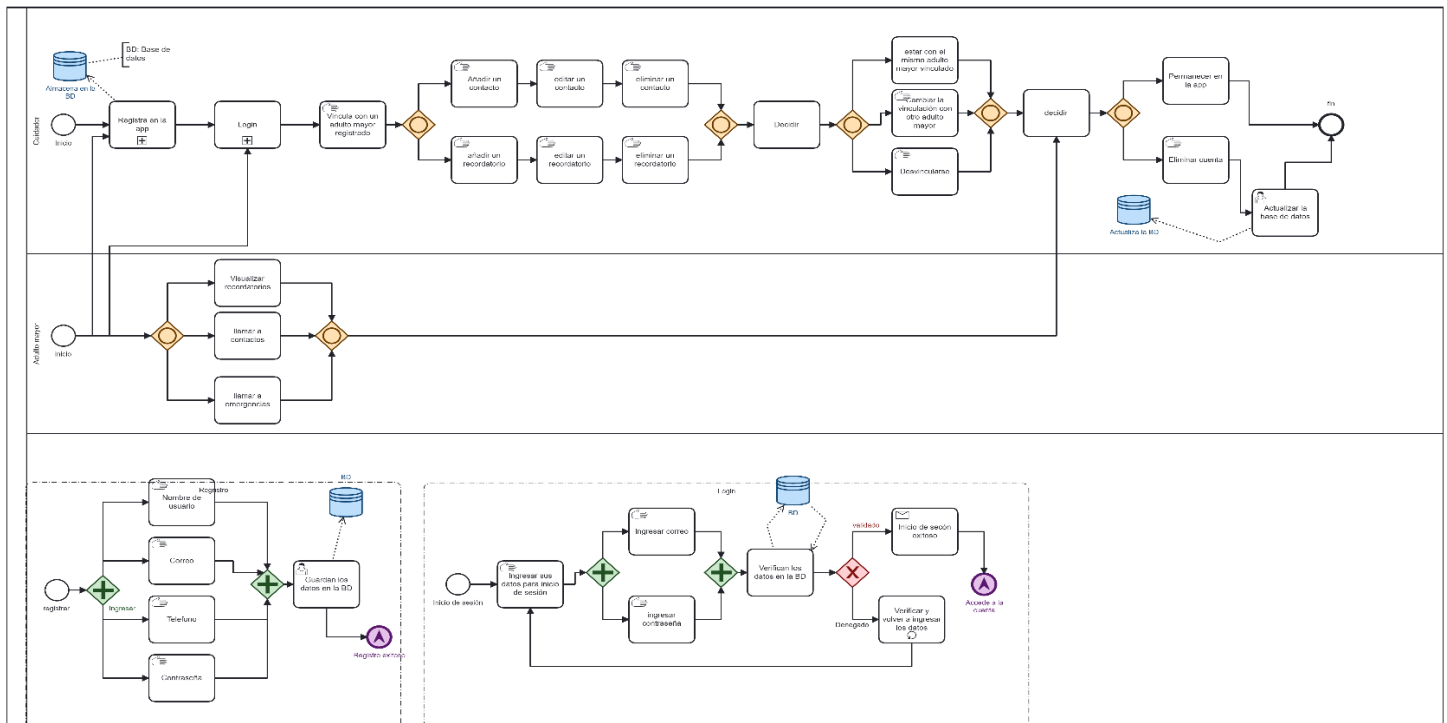 Cuidador
BD: Base de
datos
Almacena en la
BD
Inicio
Registra en la
app
Login
Vincula con un
adulto mayor
registrado
Añadir un
contacto
editar un
contacto
eliminar un
contacto
añadir un
recordatorio
editar un
recordatorio
eliminar un
recordatorio
Decidir
estar con el
mismo adulto
mayor vinculado
Cambiar la
vinculación con
otro adulto
mayor
Desvincularse
decidir
Permanecer en
la app
Eliminar cuenta
fin
Actualizar la
base de datos
Actualiza la BD
Adulto mayor
Inicio
Visualizar
recordatorios
llamar a
contactos
llamar a
emergencias
Registro
registrar
Ingresar
Nombre de
usuario
Correo
Telefono
Contraseña
BD
Guardan los
datos en la BD
Registro exitoso
Login
Inicio de sesión
Ingresar sus
datos para inicio
de sesión
Ingresar correo
ingresar
contraseña
BD
Verifican los
datos en la BD
validado
Denegado
Inicio de seción
exitoso
Accede a la
cuenta
Verificar y
volver a ingresar
los datos